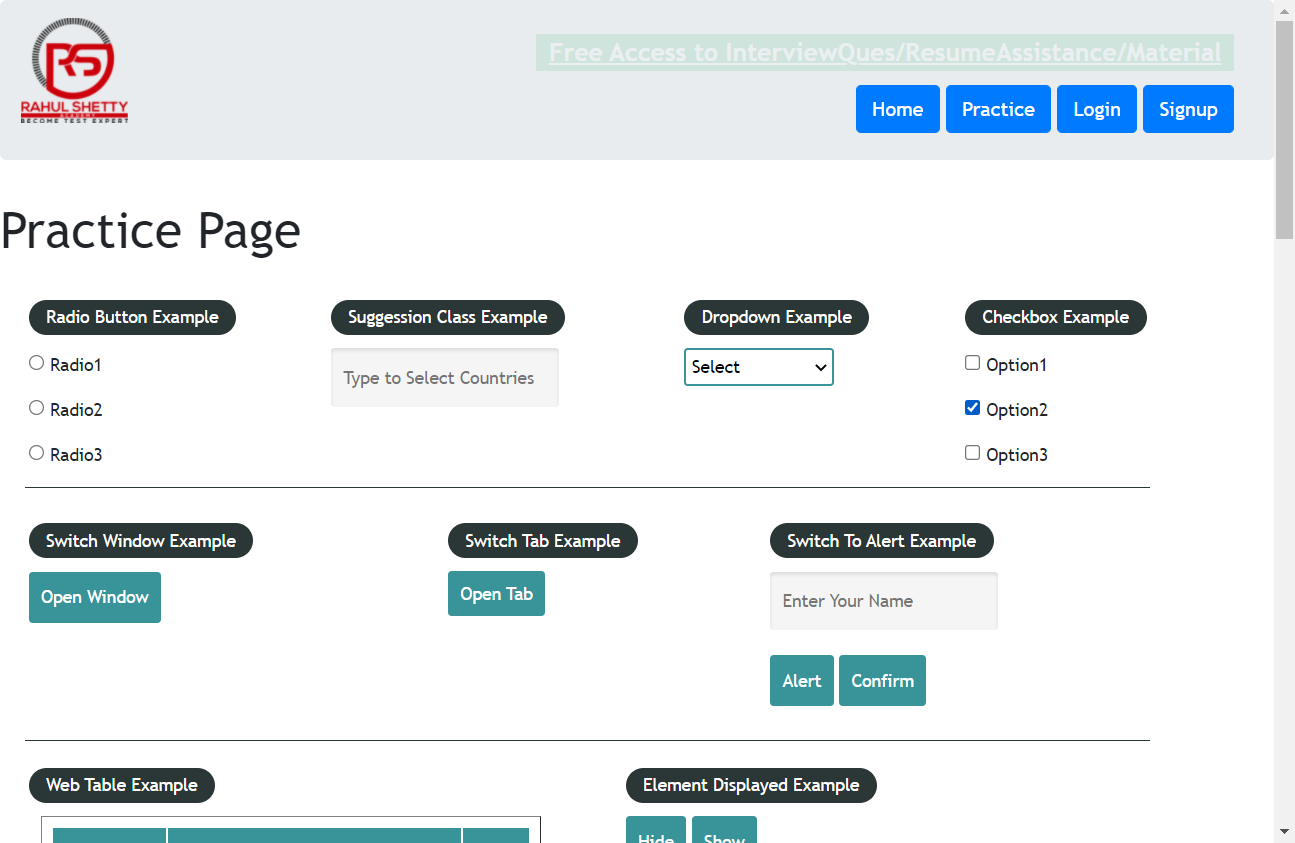 RAHUL SHETTY
ACADEMY
BECOME TEST EXPERT
Free Access to InterviewQues/ResumeAssistance/Material
Home Practice Login Signup
Practice Page
Radio Button Example
Radio1
Radio2
Radio3
Suggession Class Example
Type to Select Countries
Dropdown Example
Select
Checkbox Example
Option1
Option2
Option3
Switch Window Example
Open Window
Switch Tab Example
Open Tab
Switch To Alert Example
Enter Your Name
Alert Confirm
Web Table Example
Element Displayed Example
Hide Show